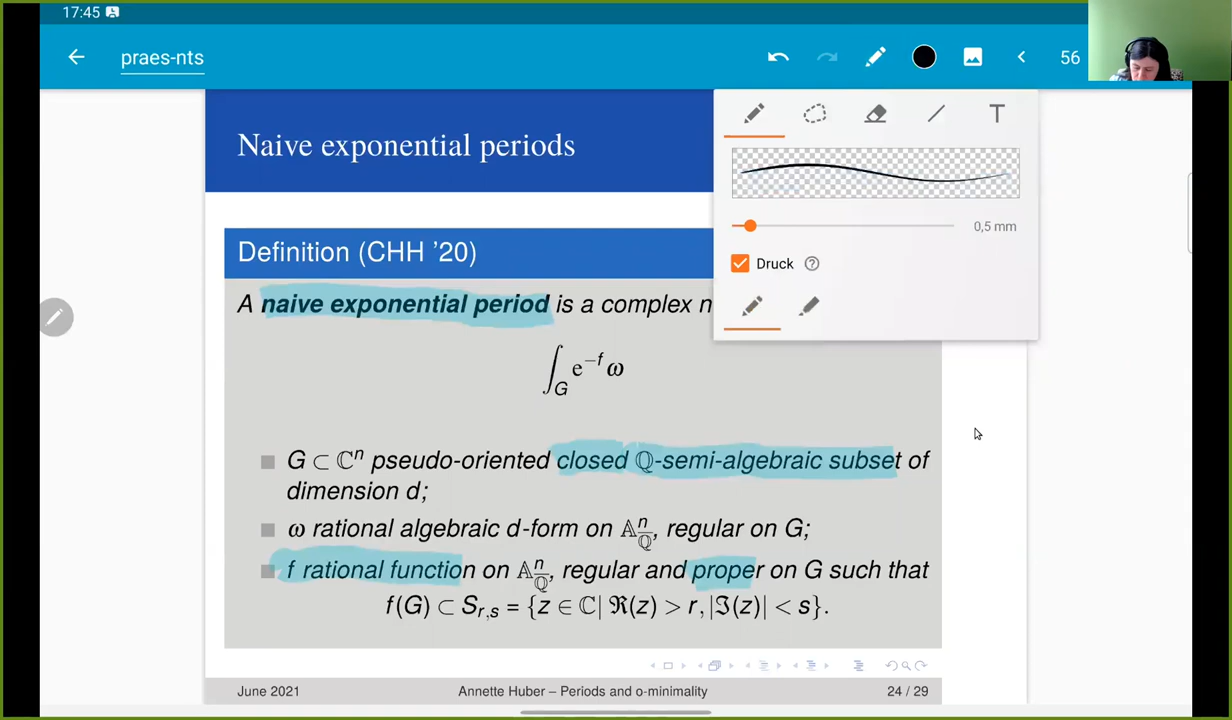 17:45
praes-nts
56
T
Naive exponential periods
0,5 mm
Druck
?
Definition (CHH '20)
A naive exponential period is a complex n
∫_G e^{−f} ω
G ⊂ ℂ^n pseudo-oriented closed ℚ-semi-algebraic subset of
dimension d;
ω rational algebraic d-form on 𝔸^n_ℚ̅, regular on G;
f rational function on 𝔸^n_ℚ̅, regular and proper on G such that
f(G) ⊂ S_{r,s} = {z ∈ ℂ| ℜ(z) > r, |ℑ(z)| < s}.
June 2021
Annette Huber – Periods and o-minimality
24 / 29